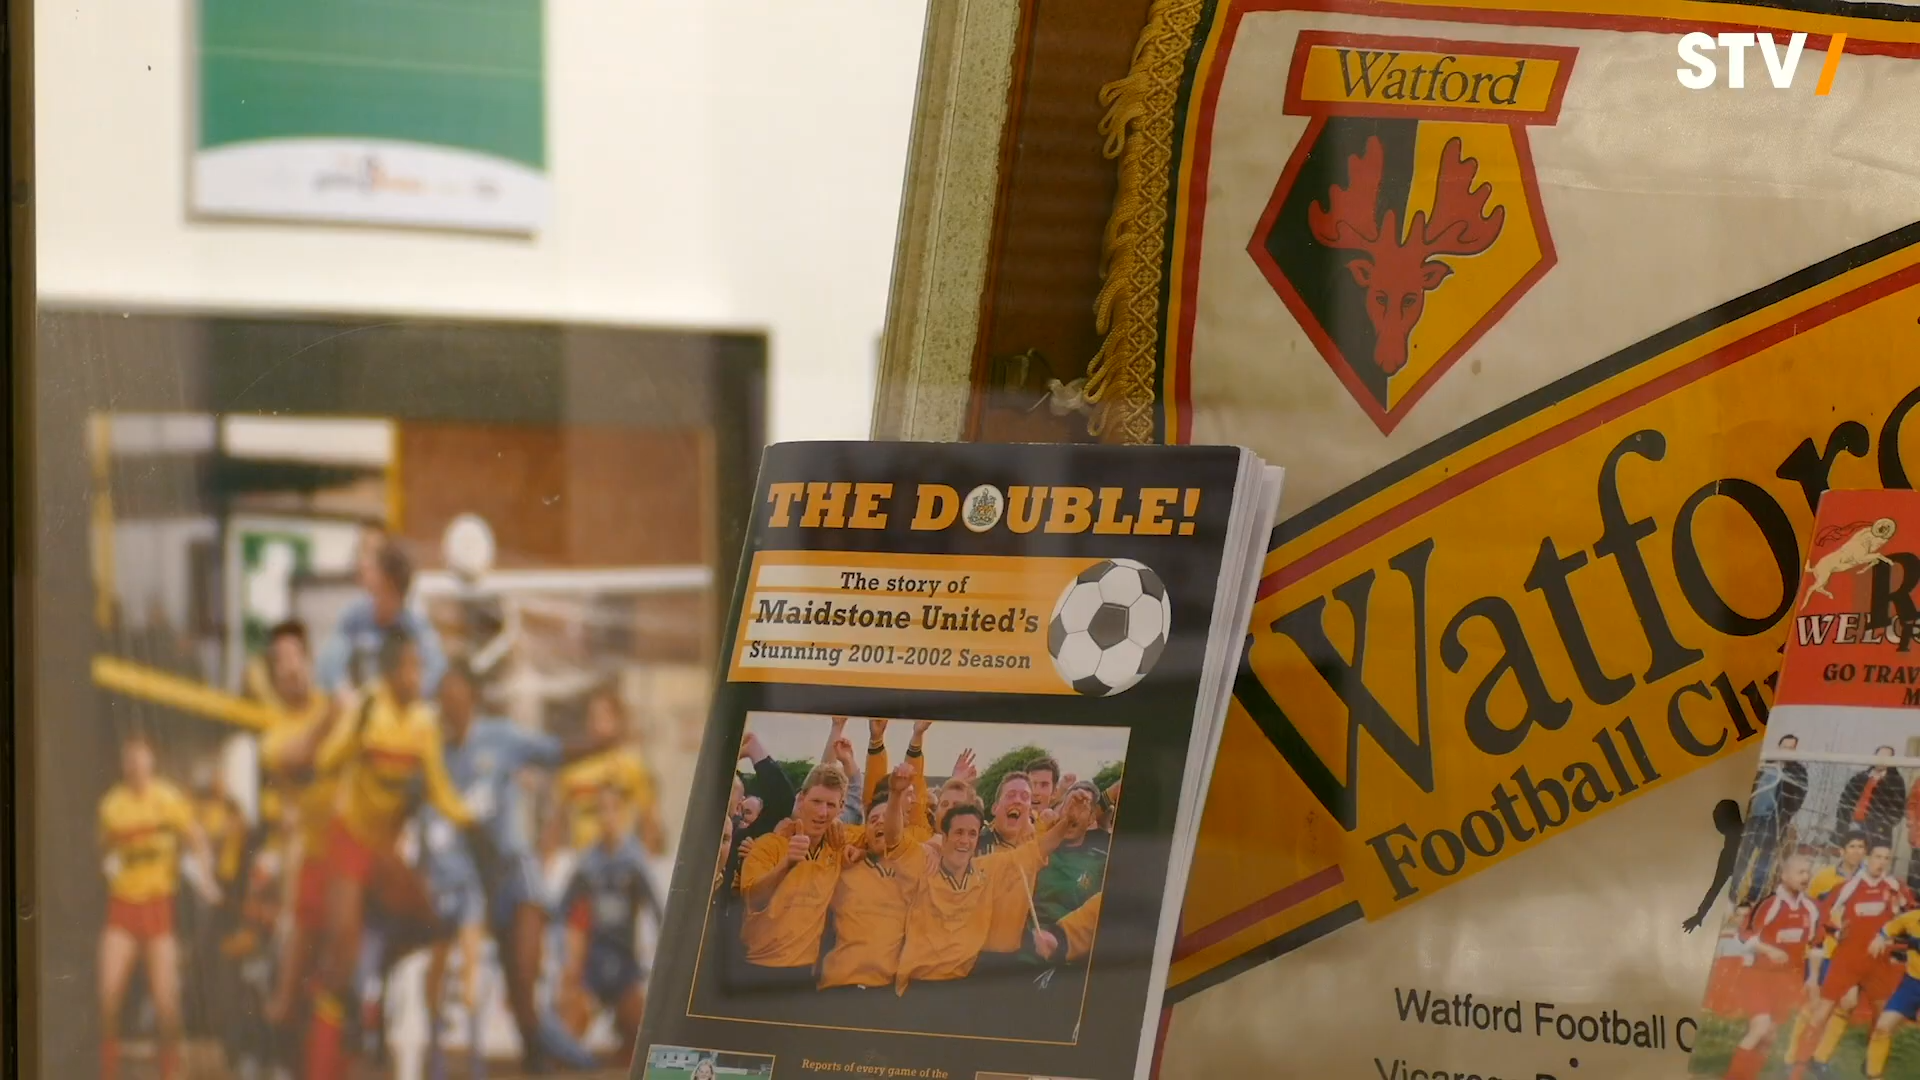 STV/
Watford
Watford
Football Club
Watford Football C
THE DOUBLE!
The story of
Maidstone United's
Stunning 2001-2002 Season
Reports of every game of the
R
GO TRAV
M